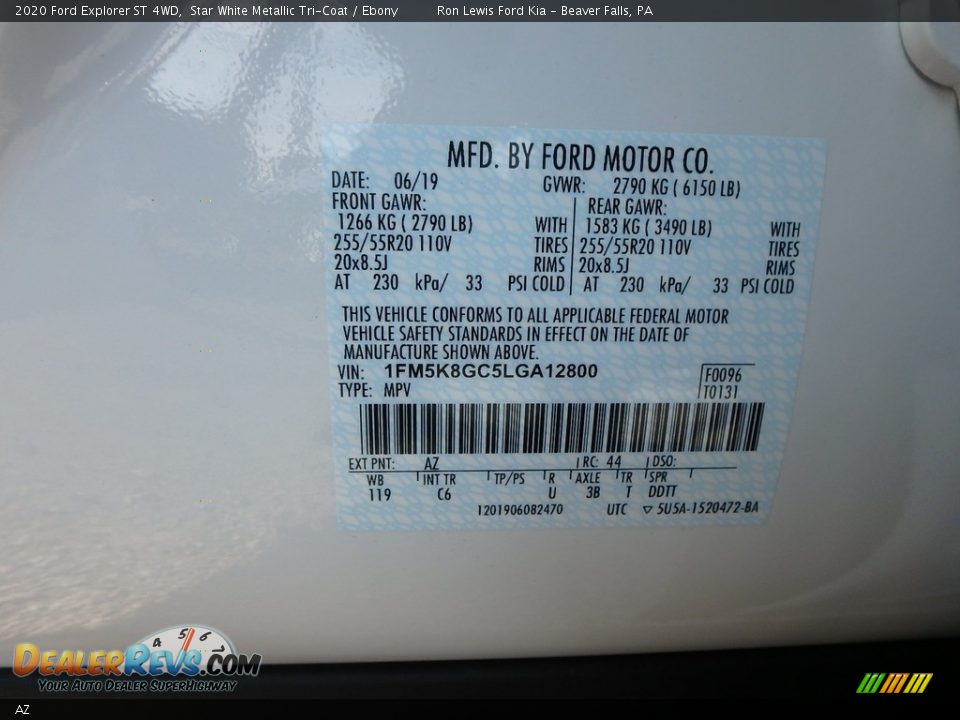 2020 Ford Explorer ST 4WD, Star White Metallic Tri-Coat / Ebony Ron Lewis Ford Kia - Beaver Falls, PA
MFD. BY FORD MOTOR CO.
DATE: 06/19 GVWR: 2790 KG ( 6150 LB)
FRONT GAWR: REAR GAWR:
1266 KG ( 2790 LB) WITH 1583 KG ( 3490 LB) WITH
255/55R20 110V TIRES 255/55R20 110V TIRES
20x8.5J RIMS 20x8.5J RIMS
AT 230 kPa/ 33 PSI COLD AT 230 kPa/ 33 PSI COLD
THIS VEHICLE CONFORMS TO ALL APPLICABLE FEDERAL MOTOR
VEHICLE SAFETY STANDARDS IN EFFECT ON THE DATE OF
MANUFACTURE SHOWN ABOVE.
VIN: 1FM5K8GC5LGA12800 F0096
TYPE: MPV T0131
EXT PNT: AZ RC: 44 DSO:
WB INT TR TP/PS R AXLE TR SPR
119 C6 U 3B T DDTT
1201906082470 UTC ▽ 5U5A-1520472-BA
4 5 6 7
DEALERREVS.COM
YOUR AUTO DEALER SUPERHIGHWAY
AZ